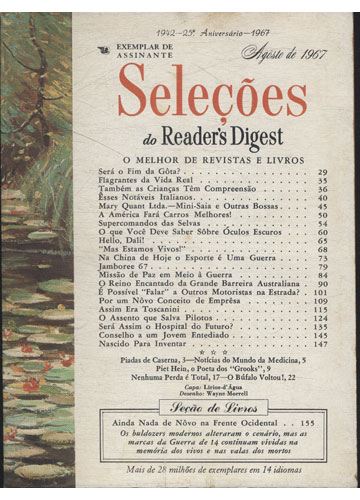 1942—25º Aniversário—1967
EXEMPLAR DE
ASSINANTE
Agosto de 1967
Seleções
do Reader's Digest
O MELHOR DE REVISTAS E LIVROS
Será o Fim da Gôta? . . . . . . . . . . . . . 29
Flagrantes da Vida Real . . . . . . . . . . . . 35
Também as Crianças Têm Compreensão . . . . . . 36
Êsses Notáveis Italianos. . . . . . . . . . . . 40
Mary Quant Ltda.—Mini-Saia e Outras Bossas . . . 45
A América Fará Carros Melhores! . . . . . . . . 50
Supercomandos das Selvas . . . . . . . . . . . 54
O que Você Deve Saber Sôbre Óculos Escuros . . . 60
Hello, Dali! . . . . . . . . . . . . . . . . . 65
"Mas Estamos Vivos!" . . . . . . . . . . . . . 68
Na China de Hoje o Esporte é Uma Guerra . . . . 73
Jamboree 67 . . . . . . . . . . . . . . . . . 79
Missão de Paz em Meio à Guerra . . . . . . . . 84
O Reino Encantado da Grande Barreira Australiana . 90
É Possível "Falar" a Outros Motoristas na Estrada? . 101
Por um Nôvo Conceito de Emprêsa . . . . . . . . 109
Assim Era Toscanini . . . . . . . . . . . . . 115
O Assento que Salva Pilotos . . . . . . . . . . 124
Será Assim o Hospital do Futuro? . . . . . . . . 135
Conselho a um Jovem Entediado . . . . . . . . . 145
Nascido Para Inventar . . . . . . . . . . . . . 147
☆ ☆ ☆
Piadas de Caserna, 3—Notícias do Mundo da Medicina, 5
Piet Hein, o Poeta dos "Grooks", 9
Nenhuma Perda é Total, 17—O Búfalo Voltou!, 22
Capa: Lírios-d'Água
Desenho: Wayne Morrell
Seção de Livros
Ainda Nada de Nôvo na Frente Ocidental . . 155
Os buldozers modernos alteraram o cenário, mas as
marcas da Guerra de 14 continuam vívidas na
memória dos vivos e nas valas dos mortos
Mais de 28 milhões de exemplares em 14 idiomas